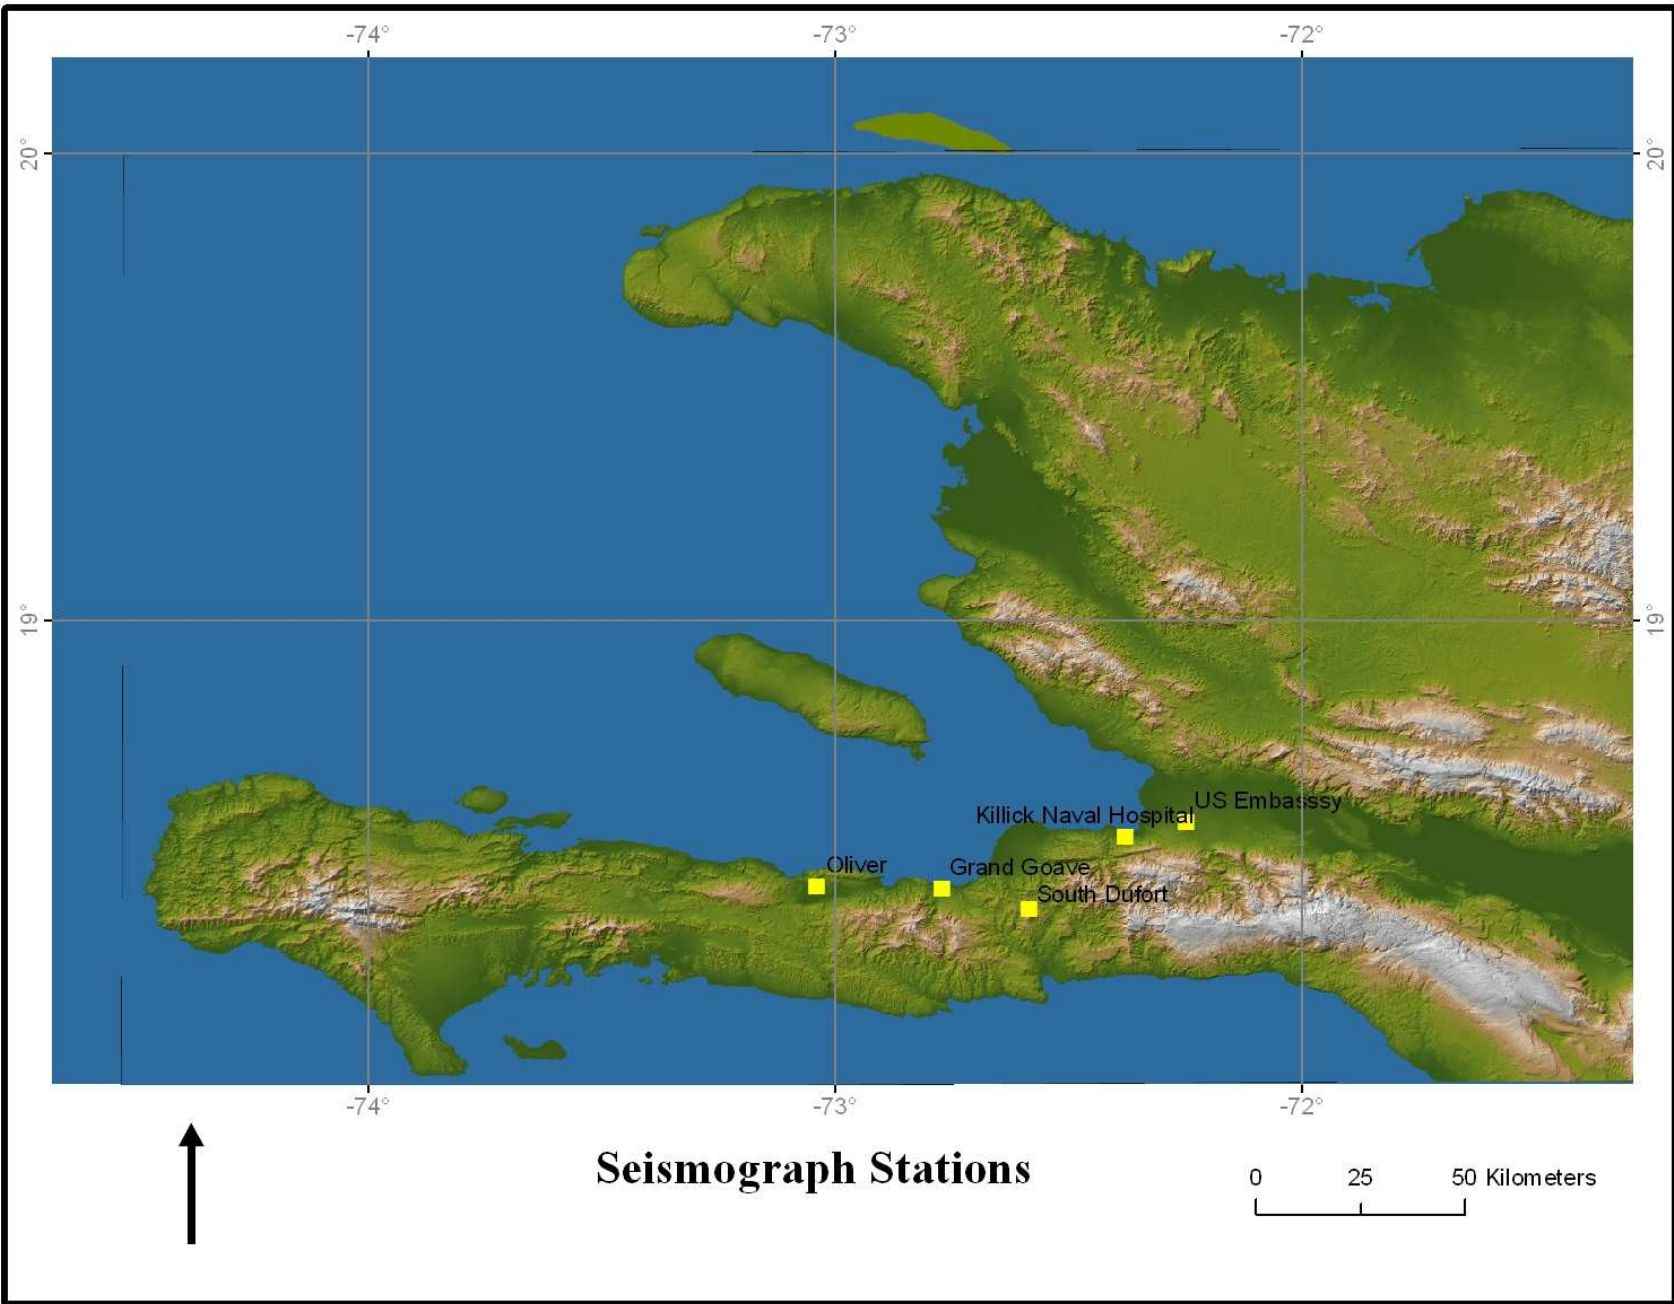 -74° -73° -72°
20° 20°
19° 19°
US Embasssy
Killick Naval Hospital
Oliver
Grand Goave
South Dufort
-74° -73° -72°
Seismograph Stations
0 25 50 Kilometers